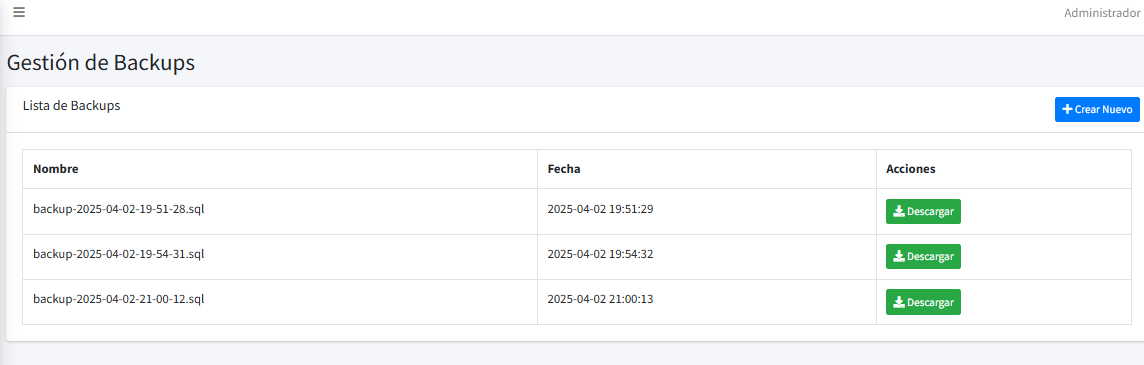 Administrador
Gestión de Backups
Lista de Backups
Crear Nuevo
Nombre Fecha Acciones
backup-2025-04-02-19-51-28.sql 2025-04-02 19:51:29 Descargar
backup-2025-04-02-19-54-31.sql 2025-04-02 19:54:32 Descargar
backup-2025-04-02-21-00-12.sql 2025-04-02 21:00:13 Descargar